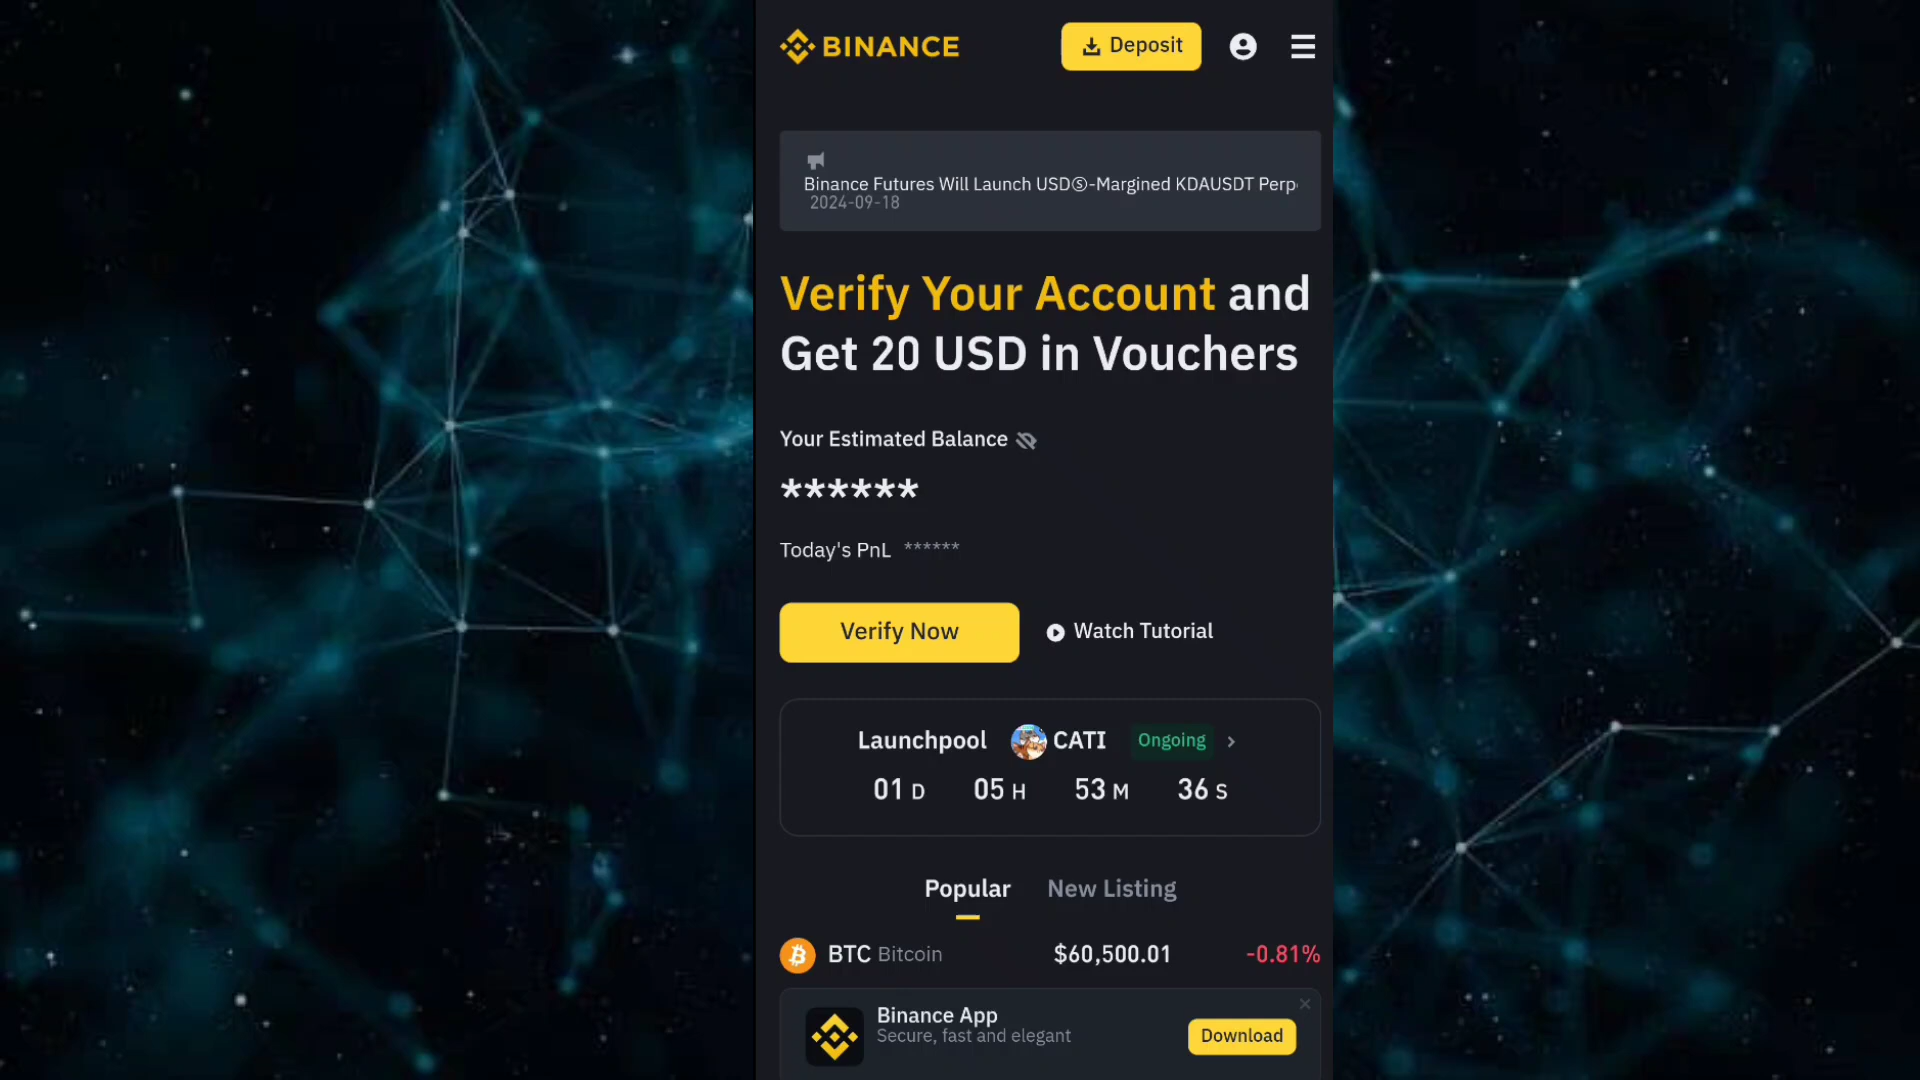 BINANCE
Deposit
Binance Futures Will Launch USDⓈ-Margined KDAUSDT Perp
2024-09-18
Verify Your Account and
Get 20 USD in Vouchers
Your Estimated Balance
******
Today's PnL ******
Verify Now
Watch Tutorial
Launchpool CATI Ongoing
01 D 05 H 53 M 36 S
Popular New Listing
BTC Bitcoin $60,500.01 -0.81%
Binance App
Secure, fast and elegant
Download